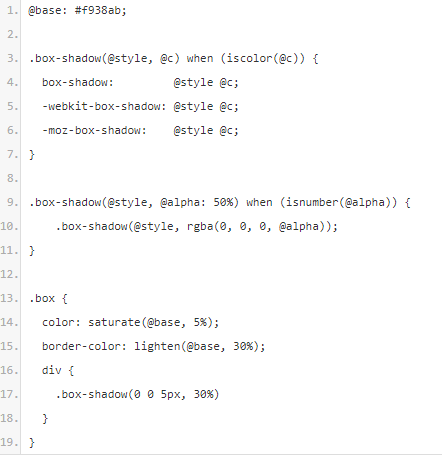 1. @base: #f938ab;
2.
3. .box-shadow(@style, @c) when (iscolor(@c)) {
4.   box-shadow:         @style @c;
5.   -webkit-box-shadow: @style @c;
6.   -moz-box-shadow:    @style @c;
7. }
8.
9. .box-shadow(@style, @alpha: 50%) when (isnumber(@alpha)) {
10.     .box-shadow(@style, rgba(0, 0, 0, @alpha));
11. }
12.
13. .box {
14.   color: saturate(@base, 5%);
15.   border-color: lighten(@base, 30%);
16.   div {
17.     .box-shadow(0 0 5px, 30%)
18.   }
19. }